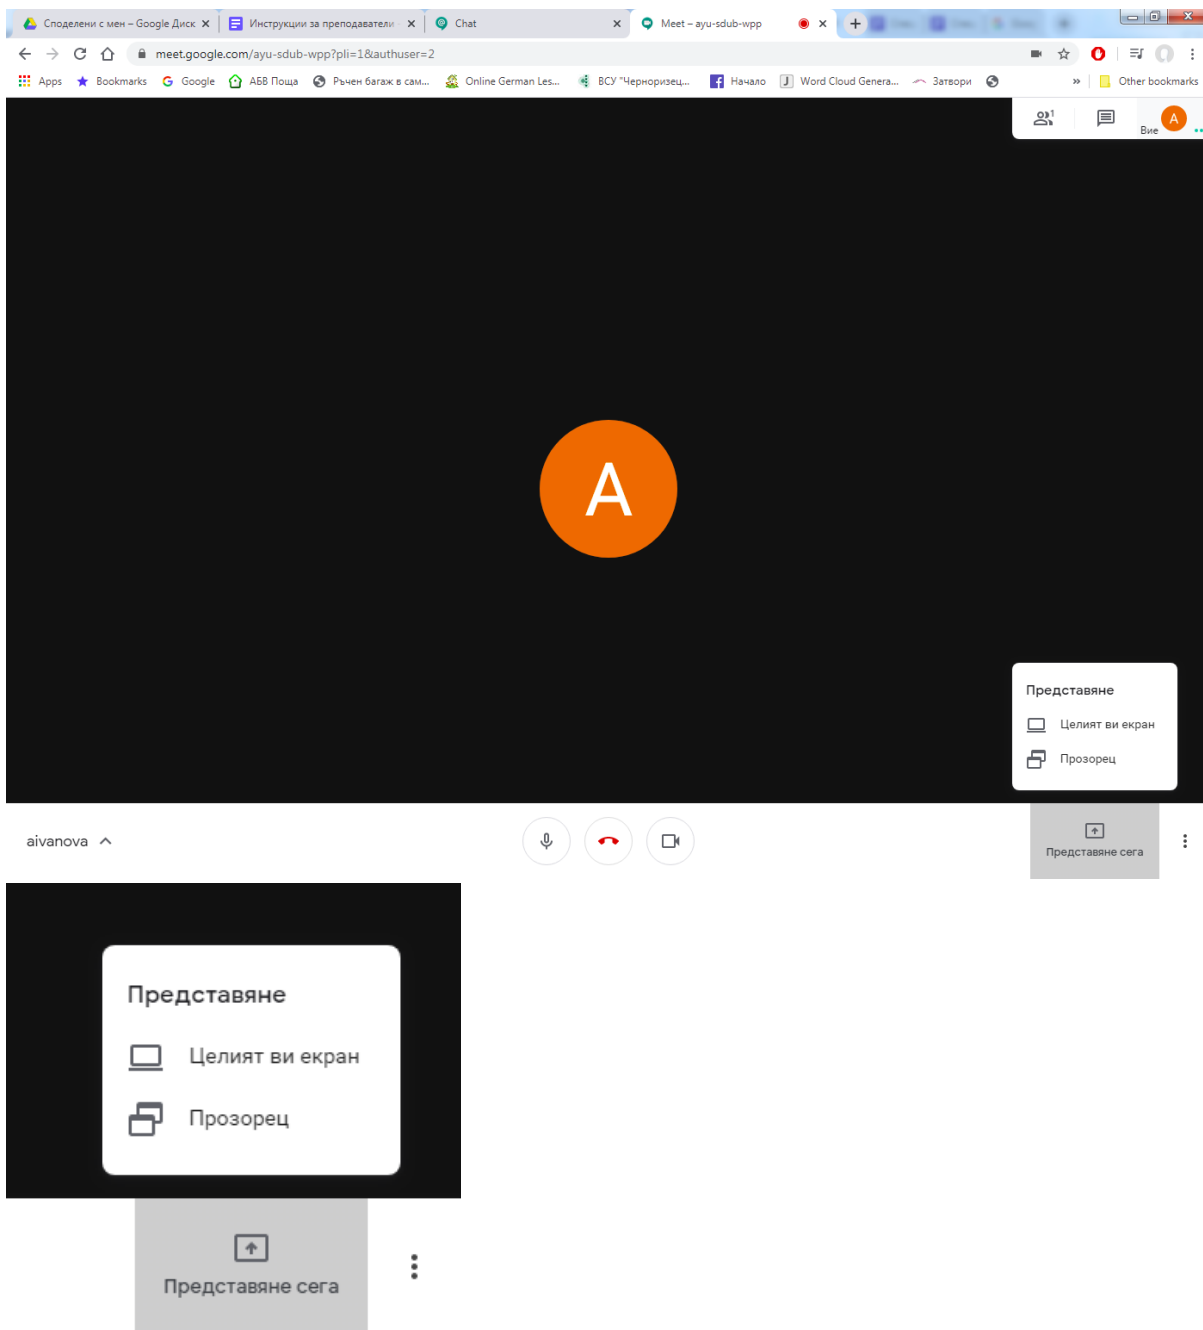 Споделени с мен – Google Диск
Инструкции за преподаватели -
Chat
Meet – ayu-sdub-wpp
meet.google.com/ayu-sdub-wpp?pli=1&authuser=2
Apps
Bookmarks
Google
АБВ Поща
Ръчен багаж в сам...
Online German Les...
ВСУ "Черноризец...
Начало
Word Cloud Genera...
Затвори
»
Other bookmarks
1
Вие
A
A
Представяне
Целият ви екран
Прозорец
aivanova
Представяне сега
Представяне
Целият ви екран
Прозорец
Представяне сега